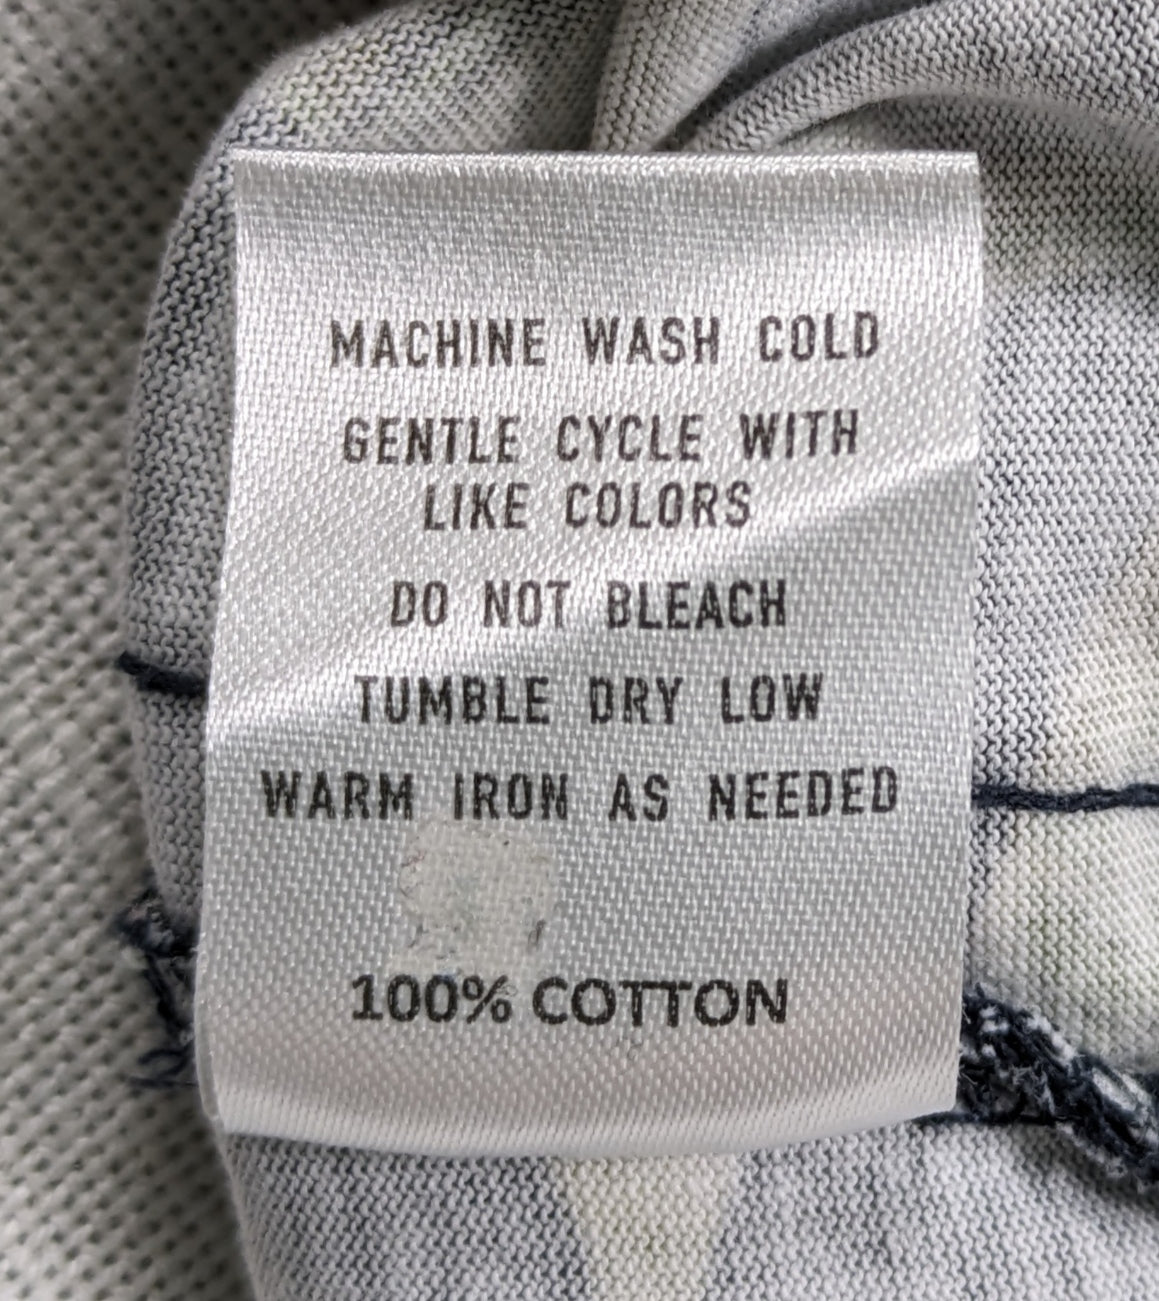 MACHINE WASH COLD
GENTLE CYCLE WITH
LIKE COLORS
DO NOT BLEACH
TUMBLE DRY LOW
WARM IRON AS NEEDED
100% COTTON